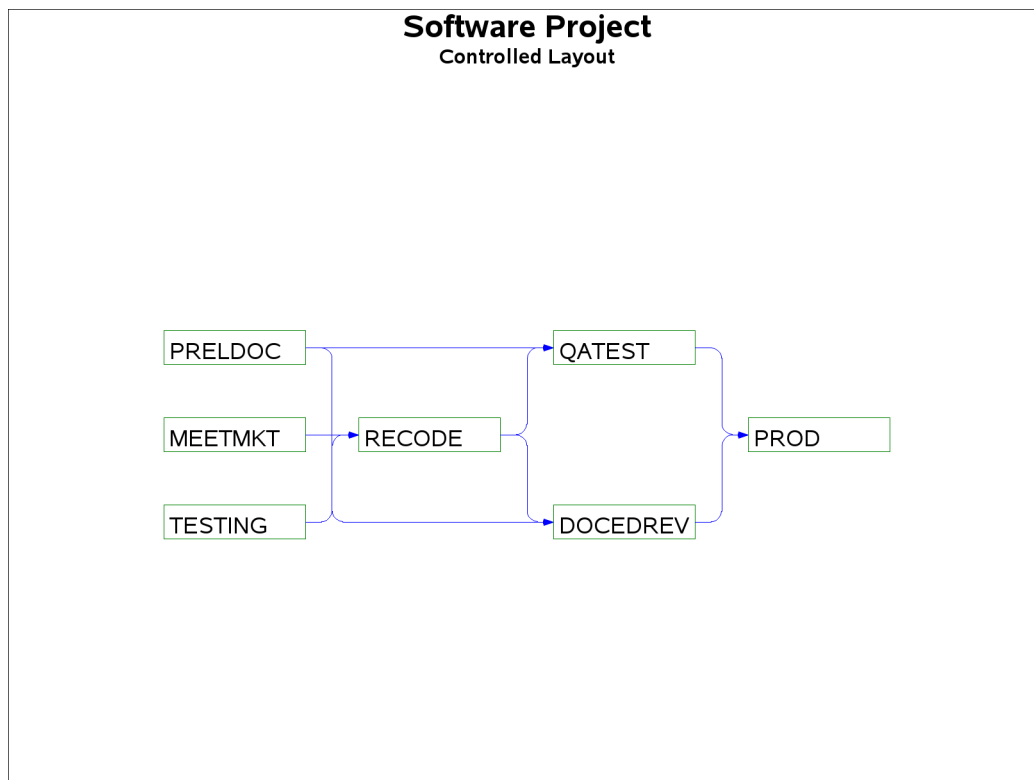 Software Project
Controlled Layout
PRELDOC
QATEST
MEETMKT
RECODE
PROD
TESTING
DOCEDREV